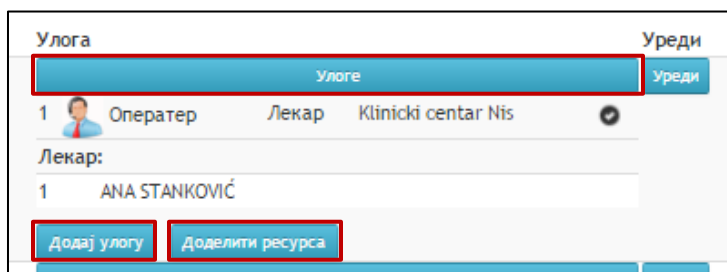 Улога Уреди
Улоге Уреди
1 Оператер Лекар Klinicki centar Nis
Лекар:
1 ANA STANKOVIĆ
Додај улогу Доделити ресурса